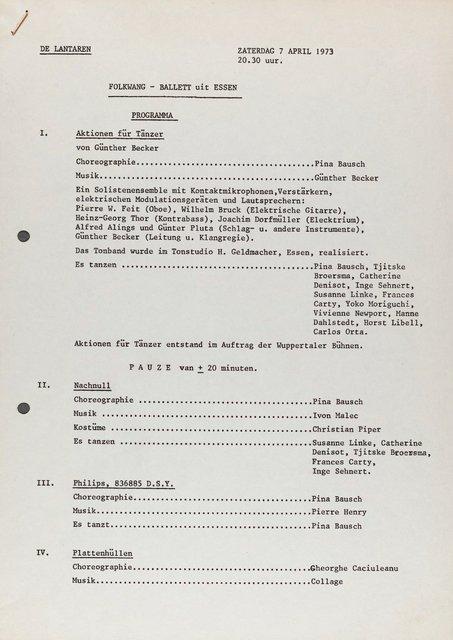 DE LANTAREN
ZATERDAG 7 APRIL 1973
20.30 uur.
FOLKWANG - BALLETT uit ESSEN
PROGRAMMA
I. Aktionen für Tänzer
von Günther Becker
Choreographie..............................Pina Bausch
Musik......................................Günther Becker
Ein Solistenensemble mit Kontaktmikrophonen,Verstärkern,
elektrischen Modulationsgeräten und Lautsprechern:
Pierre W. Feit (Oboe), Wilhelm Bruck (Elektrische Gitarre),
Heinz-Georg Thor (Kontrabass), Joachim Dorfmüller (Elecktrium),
Alfred Alings und Günter Pluta (Schlag- u. andere Instrumente),
Günther Becker (Leitung u. Klangregie).
Das Tonband wurde im Tonstudio H. Geldmacher, Essen, realisiert.
Es tanzen ..............................Pina Bausch, Tjitske
Broersma, Catherine
Denisot, Inge Sehnert,
Susanne Linke, Frances
Carty, Yoko Moriguchi,
Vivienne Newport, Manne
Dahlstedt, Horst Libell,
Carlos Orta.
Aktionen für Tänzer entstand im Auftrag der Wuppertaler Bühnen.
P A U Z E van ± 20 minuten.
II. Nachnull
Choreographie ..............................Pina Bausch
Musik ......................................Ivon Malec
Kostüme ....................................Christian Piper
Es tanzen ..............................Susanne Linke, Catherine
Denisot, Tjitske Broersma,
Frances Carty,
Inge Sehnert.
III. Philips, 836885 D.S.Y.
Choreographie..............................Pina Bausch
Musik......................................Pierre Henry
Es tanzt...................................Pina Bausch
IV. Plattenhüllen
Choreographie..............................Gheorghe Caciuleanu
Musik......................................Collage